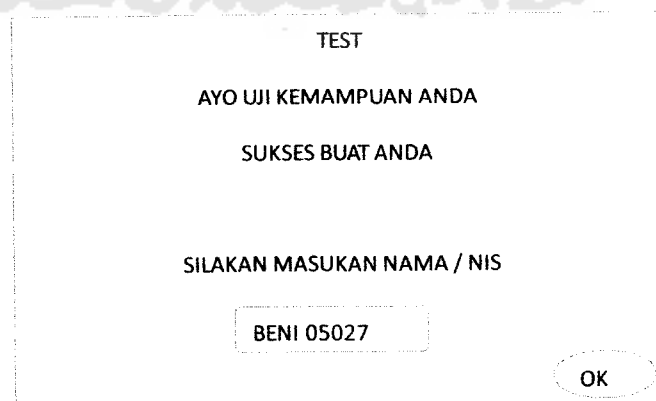 TEST
AYO UJI KEMAMPUAN ANDA
SUKSES BUAT ANDA
SILAKAN MASUKAN NAMA / NIS
BENI 05027
OK